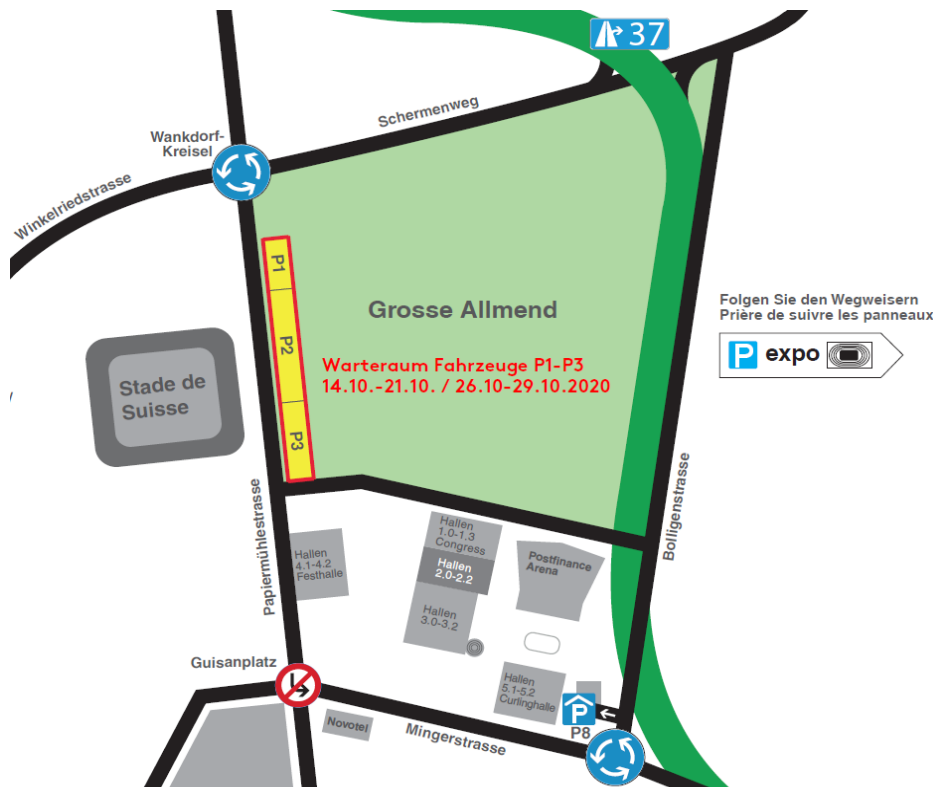 37
Schermenweg
Wankdorf-
Kreisel
Winkelriedstrasse
P1
P2
P3
Grosse Allmend
Warteraum Fahrzeuge P1-P3
14.10.-21.10. / 26.10-29.10.2020
Folgen Sie den Wegweisern
Prière de suivre les panneaux
P expo
Stade de
Suisse
Papiermühlestrasse
Bolligenstrasse
Hallen
4.1-4.2
Festhalle
Hallen
1.0-1.3
Congress
Hallen
2.0-2.2
Hallen
3.0-3.2
Postfinance
Arena
Hallen
5.1-5.2
Curlinghalle
P
P8
Guisanplatz
Novotel
Mingerstrasse